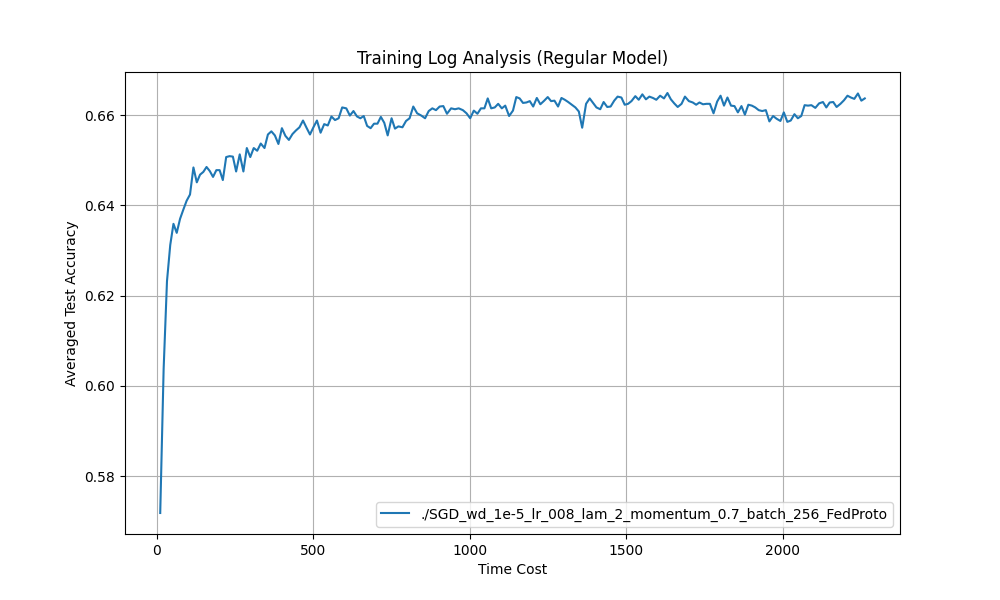 Training Log Analysis (Regular Model)
Averaged Test Accuracy
0.66
0.64
0.62
0.60
0.58
./SGD_wd_1e-5_lr_008_lam_2_momentum_0.7_batch_256_FedProto
0 500 1000 1500 2000
Time Cost